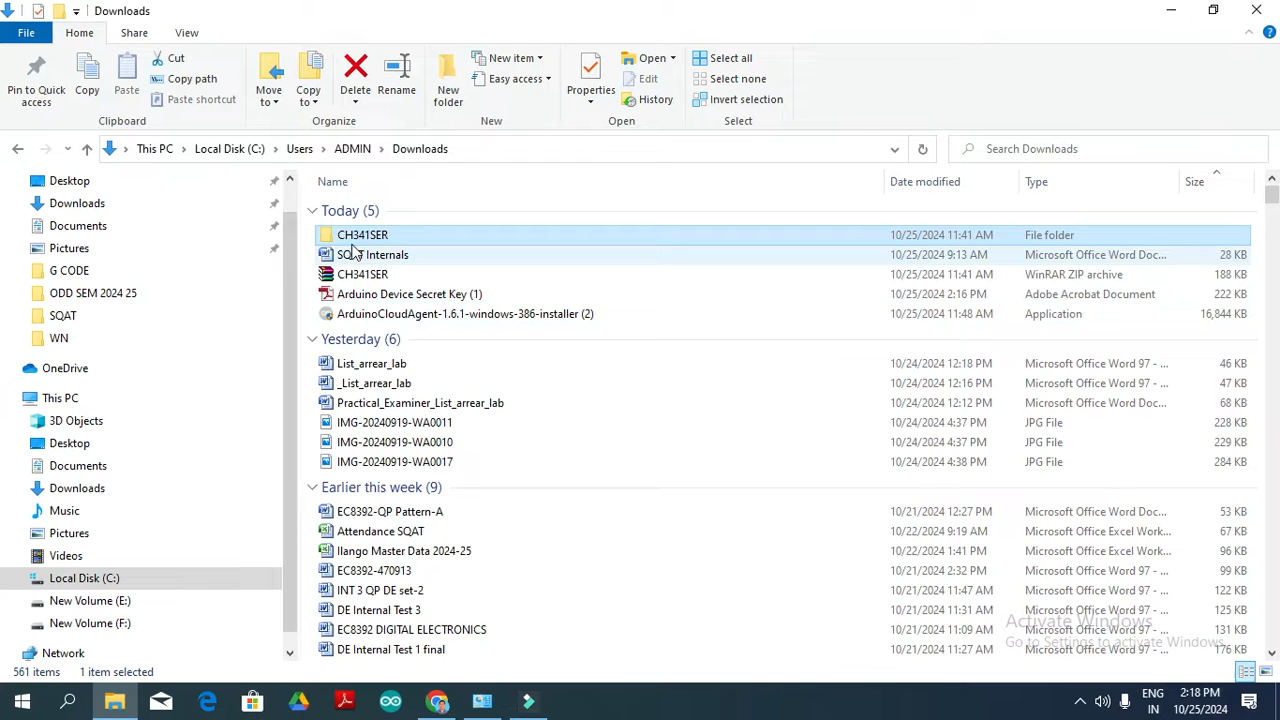 Downloads
File Home Share View
Pin to Quick access
Copy
Paste
Cut
Copy path
Paste shortcut
Clipboard
Move to
Copy to
Delete
Rename
Organize
New folder
New item
Easy access
New
Properties
Open
Edit
History
Open
Select all
Select none
Invert selection
Select
This PC Local Disk (C:) Users ADMIN Downloads
Search Downloads
Desktop
Downloads
Documents
Pictures
G CODE
ODD SEM 2024 25
SQAT
WN
OneDrive
This PC
3D Objects
Desktop
Documents
Downloads
Music
Pictures
Videos
Local Disk (C:)
New Volume (E:)
New Volume (F:)
Network
Name Date modified Type Size
Today (5)
CH341SER 10/25/2024 11:41 AM File folder
SQAT Internals 10/25/2024 9:13 AM Microsoft Office Word Doc... 28 KB
CH341SER 10/25/2024 11:41 AM WinRAR ZIP archive 188 KB
Arduino Device Secret Key (1) 10/25/2024 2:16 PM Adobe Acrobat Document 222 KB
ArduinoCloudAgent-1.6.1-windows-386-installer (2) 10/25/2024 11:48 AM Application 16,844 KB
Yesterday (6)
List_arrear_lab 10/24/2024 12:18 PM Microsoft Office Word 97 - ... 46 KB
_List_arrear_lab 10/24/2024 12:16 PM Microsoft Office Word 97 - ... 47 KB
Practical_Examiner_List_arrear_lab 10/24/2024 12:12 PM Microsoft Office Word Doc... 68 KB
IMG-20240919-WA0011 10/24/2024 4:37 PM JPG File 228 KB
IMG-20240919-WA0010 10/24/2024 4:37 PM JPG File 229 KB
IMG-20240919-WA0017 10/24/2024 4:38 PM JPG File 284 KB
Earlier this week (9)
EC8392-QP Pattern-A 10/21/2024 12:27 PM Microsoft Office Word Doc... 53 KB
Attendance SQAT 10/22/2024 9:19 AM Microsoft Office Excel Work... 67 KB
Ilango Master Data 2024-25 10/22/2024 1:41 PM Microsoft Office Excel Work... 96 KB
EC8392-470913 10/21/2024 2:32 PM Microsoft Office Word 97 - ... 99 KB
INT 3 QP DE set-2 10/21/2024 11:47 AM Microsoft Office Word 97 - ... 122 KB
DE Internal Test 3 10/21/2024 11:31 AM Microsoft Office Word 97 - ... 125 KB
EC8392 DIGITAL ELECTRONICS 10/21/2024 11:09 AM Microsoft Office Word 97 - ... 131 KB
DE Internal Test 1 final 10/21/2024 11:27 AM Microsoft Office Word 97 - ... 176 KB
Activate Windows
Go to Settings to activate Windows.
561 items 1 item selected
ENG
IN
2:18 PM
10/25/2024